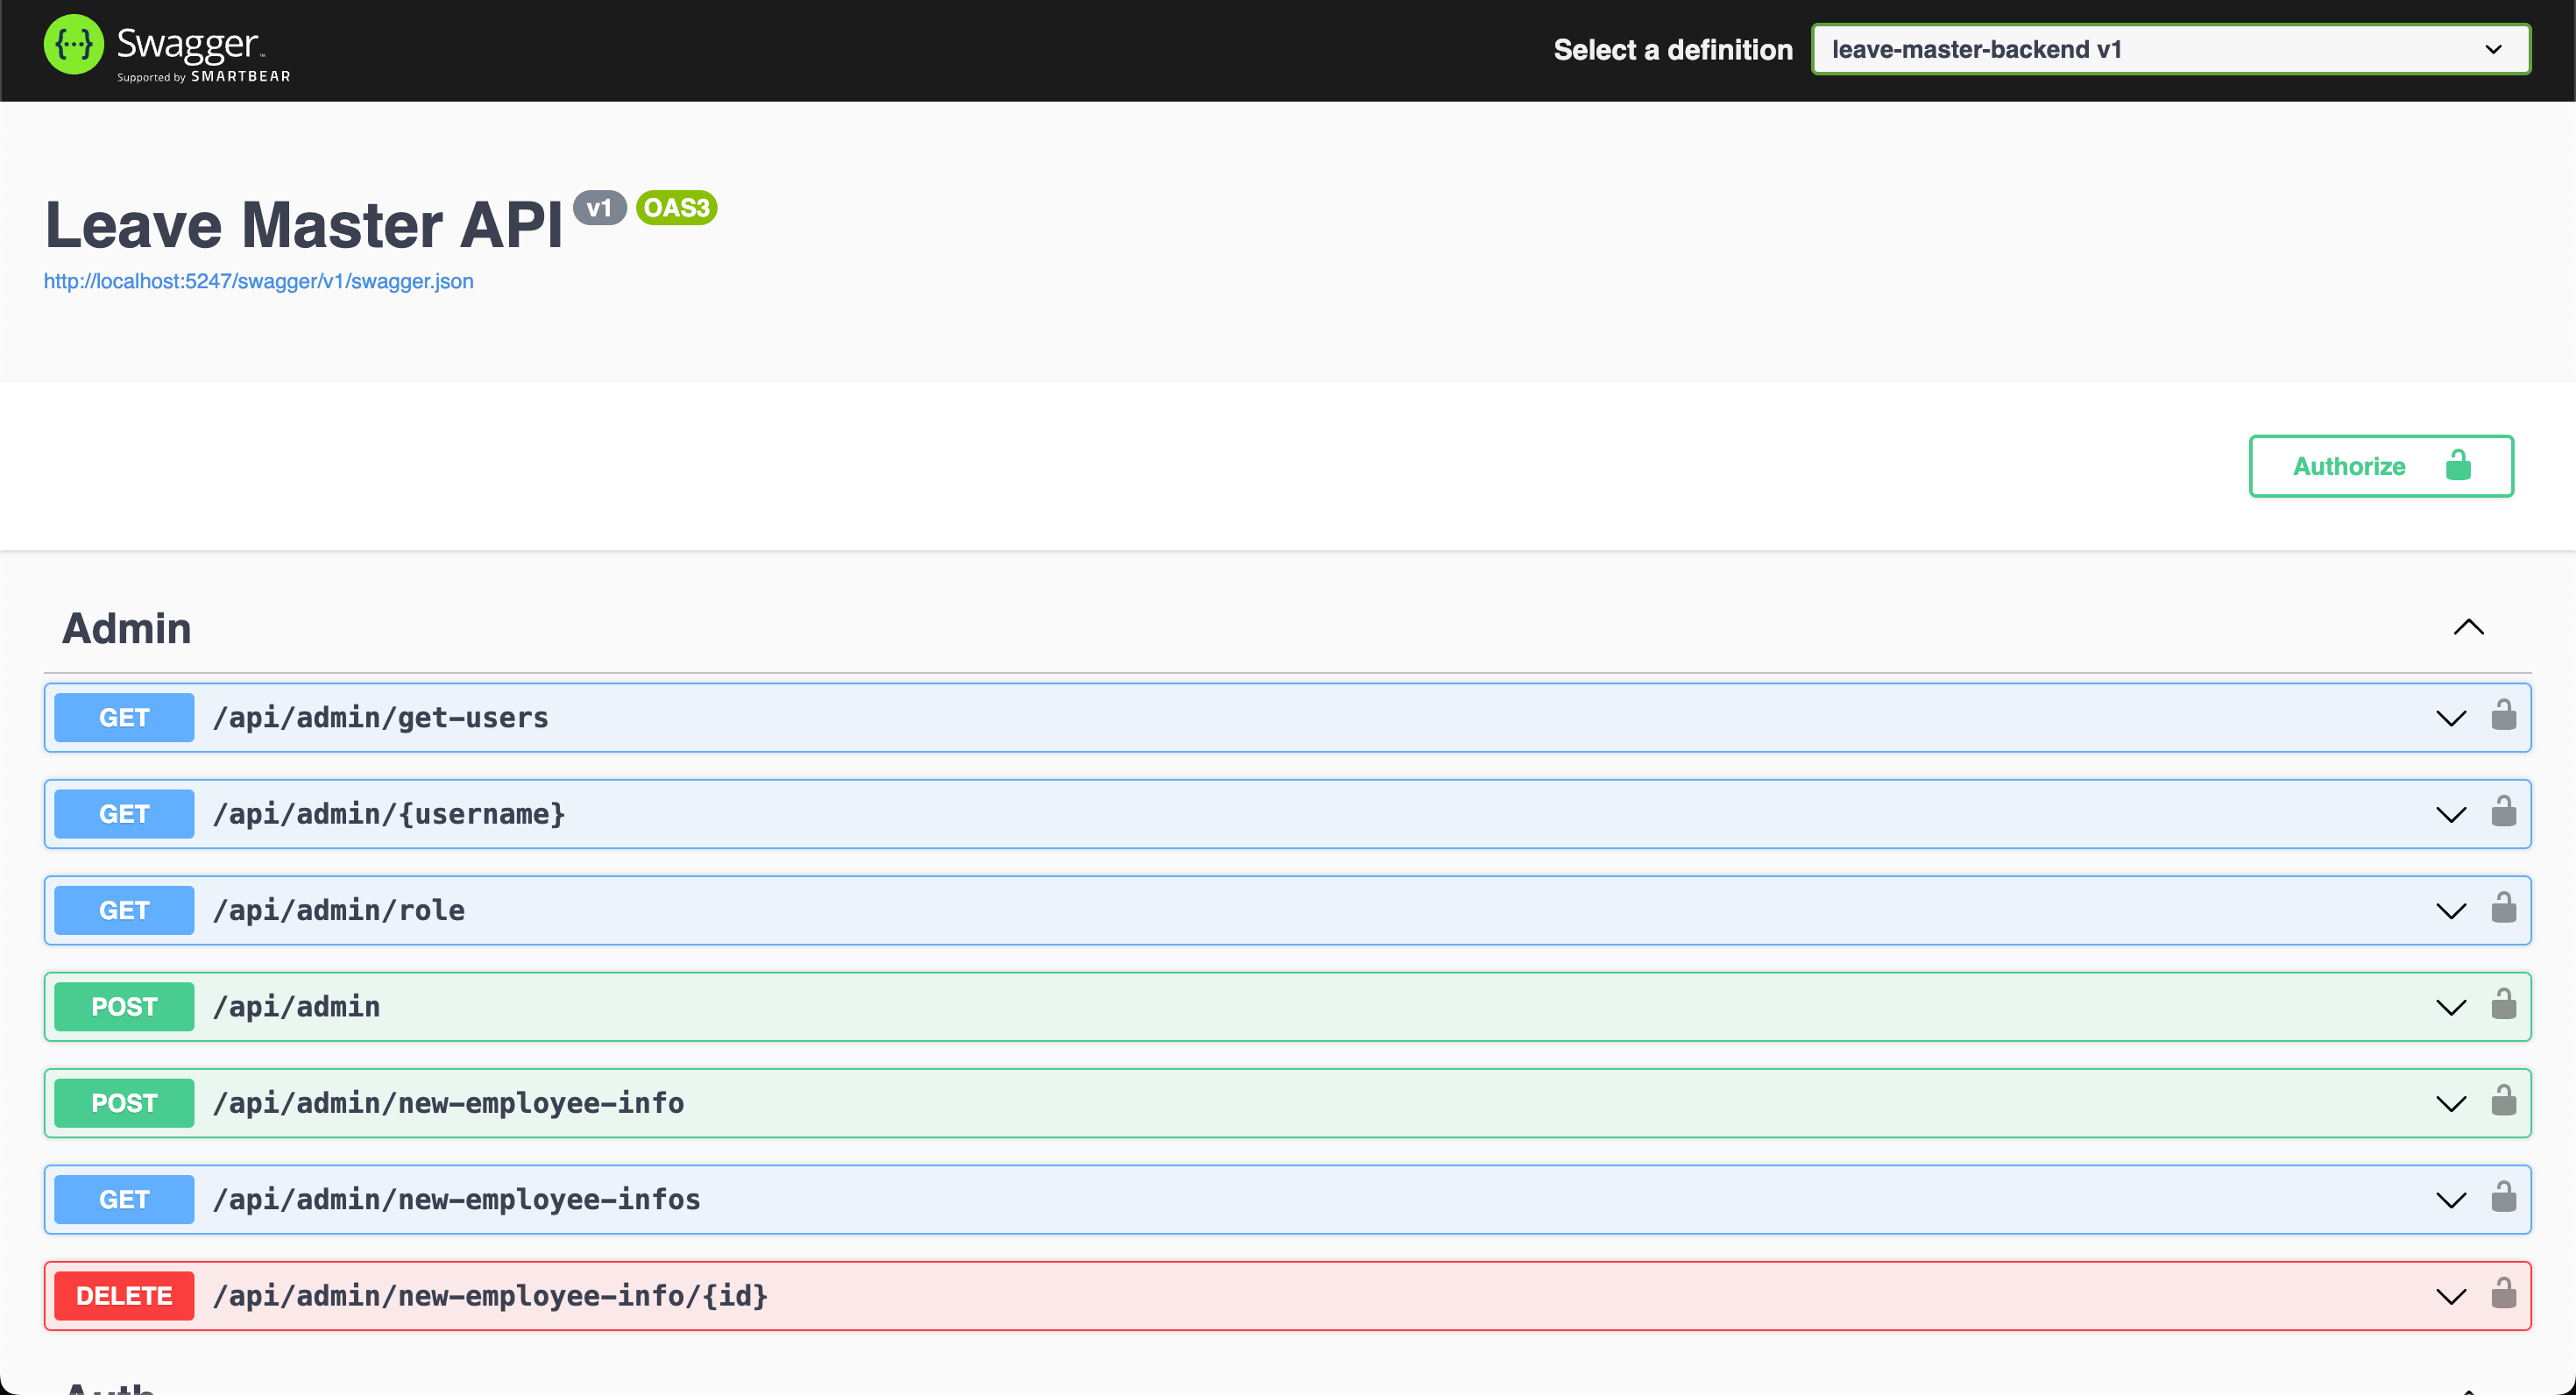 Swagger™
Supported by SMARTBEAR
Select a definition
leave-master-backend v1
Leave Master API v1 OAS3
http://localhost:5247/swagger/v1/swagger.json
Authorize
Admin
GET /api/admin/get-users
GET /api/admin/{username}
GET /api/admin/role
POST /api/admin
POST /api/admin/new-employee-info
GET /api/admin/new-employee-infos
DELETE /api/admin/new-employee-info/{id}
Auth